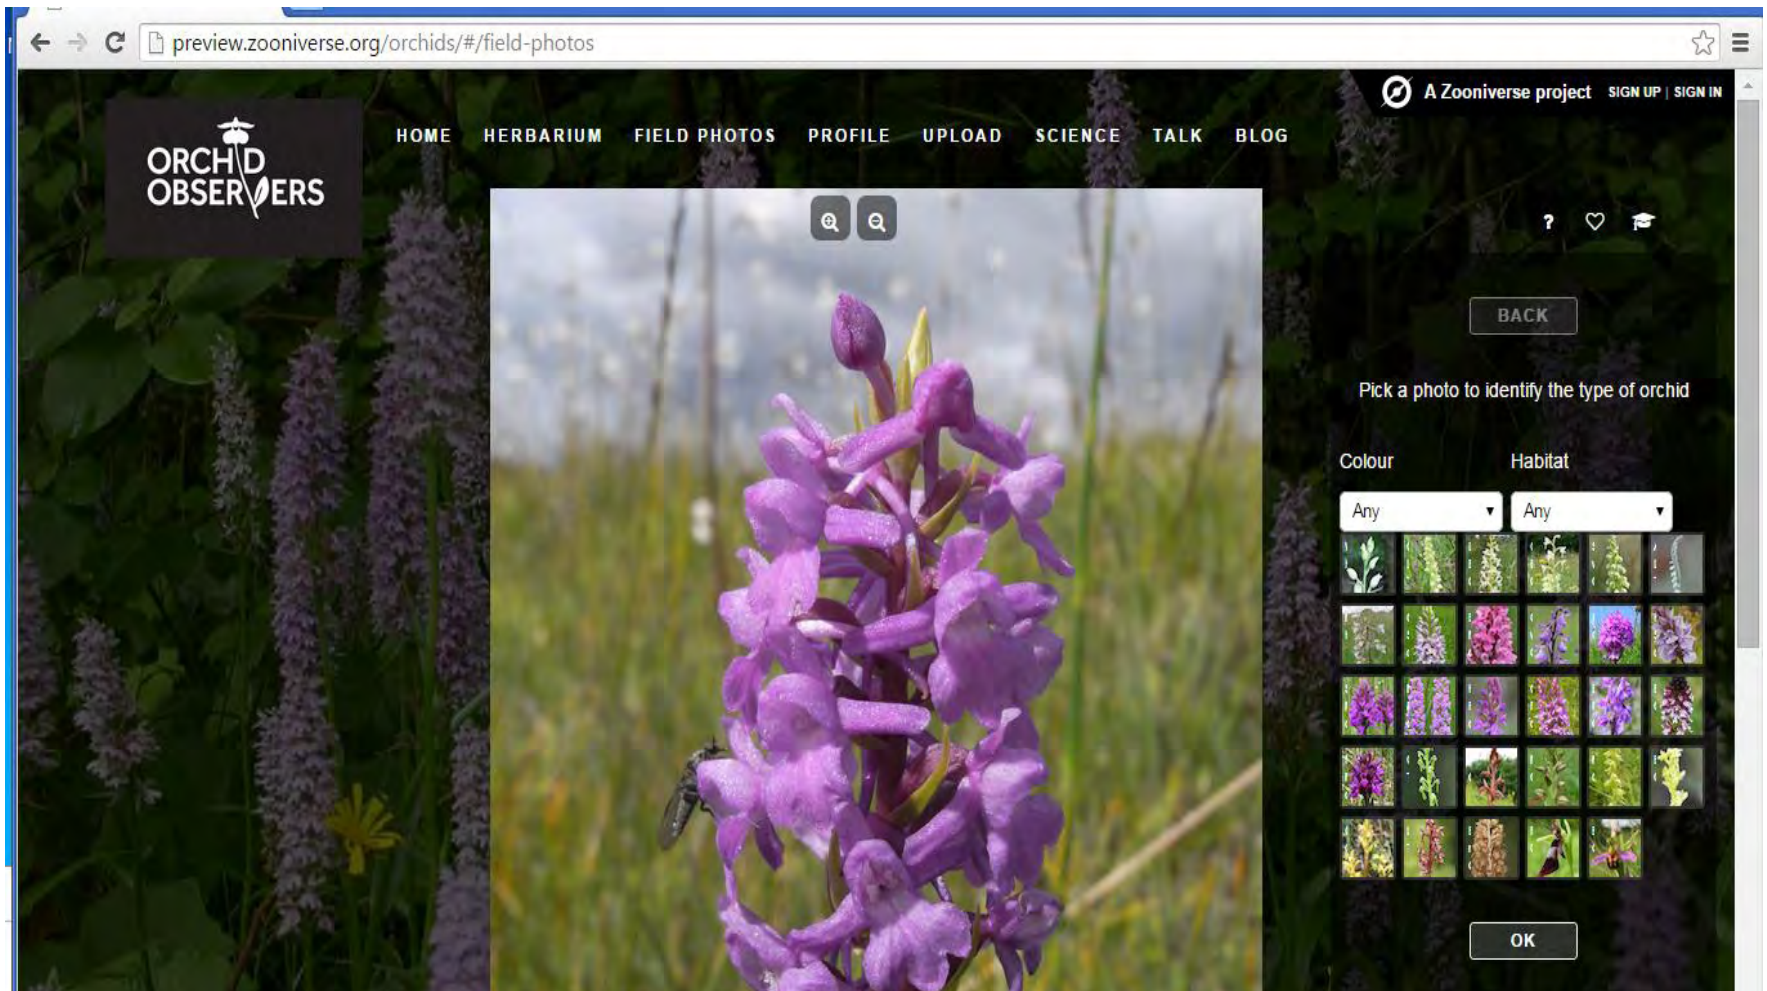 preview.zooniverse.org/orchids/#/field-photos
A Zooniverse project SIGN UP | SIGN IN
ORCHID
OBSERVERS
HOME HERBARIUM FIELD PHOTOS PROFILE UPLOAD SCIENCE TALK BLOG
?
BACK
Pick a photo to identify the type of orchid
Colour Habitat
Any Any
OK